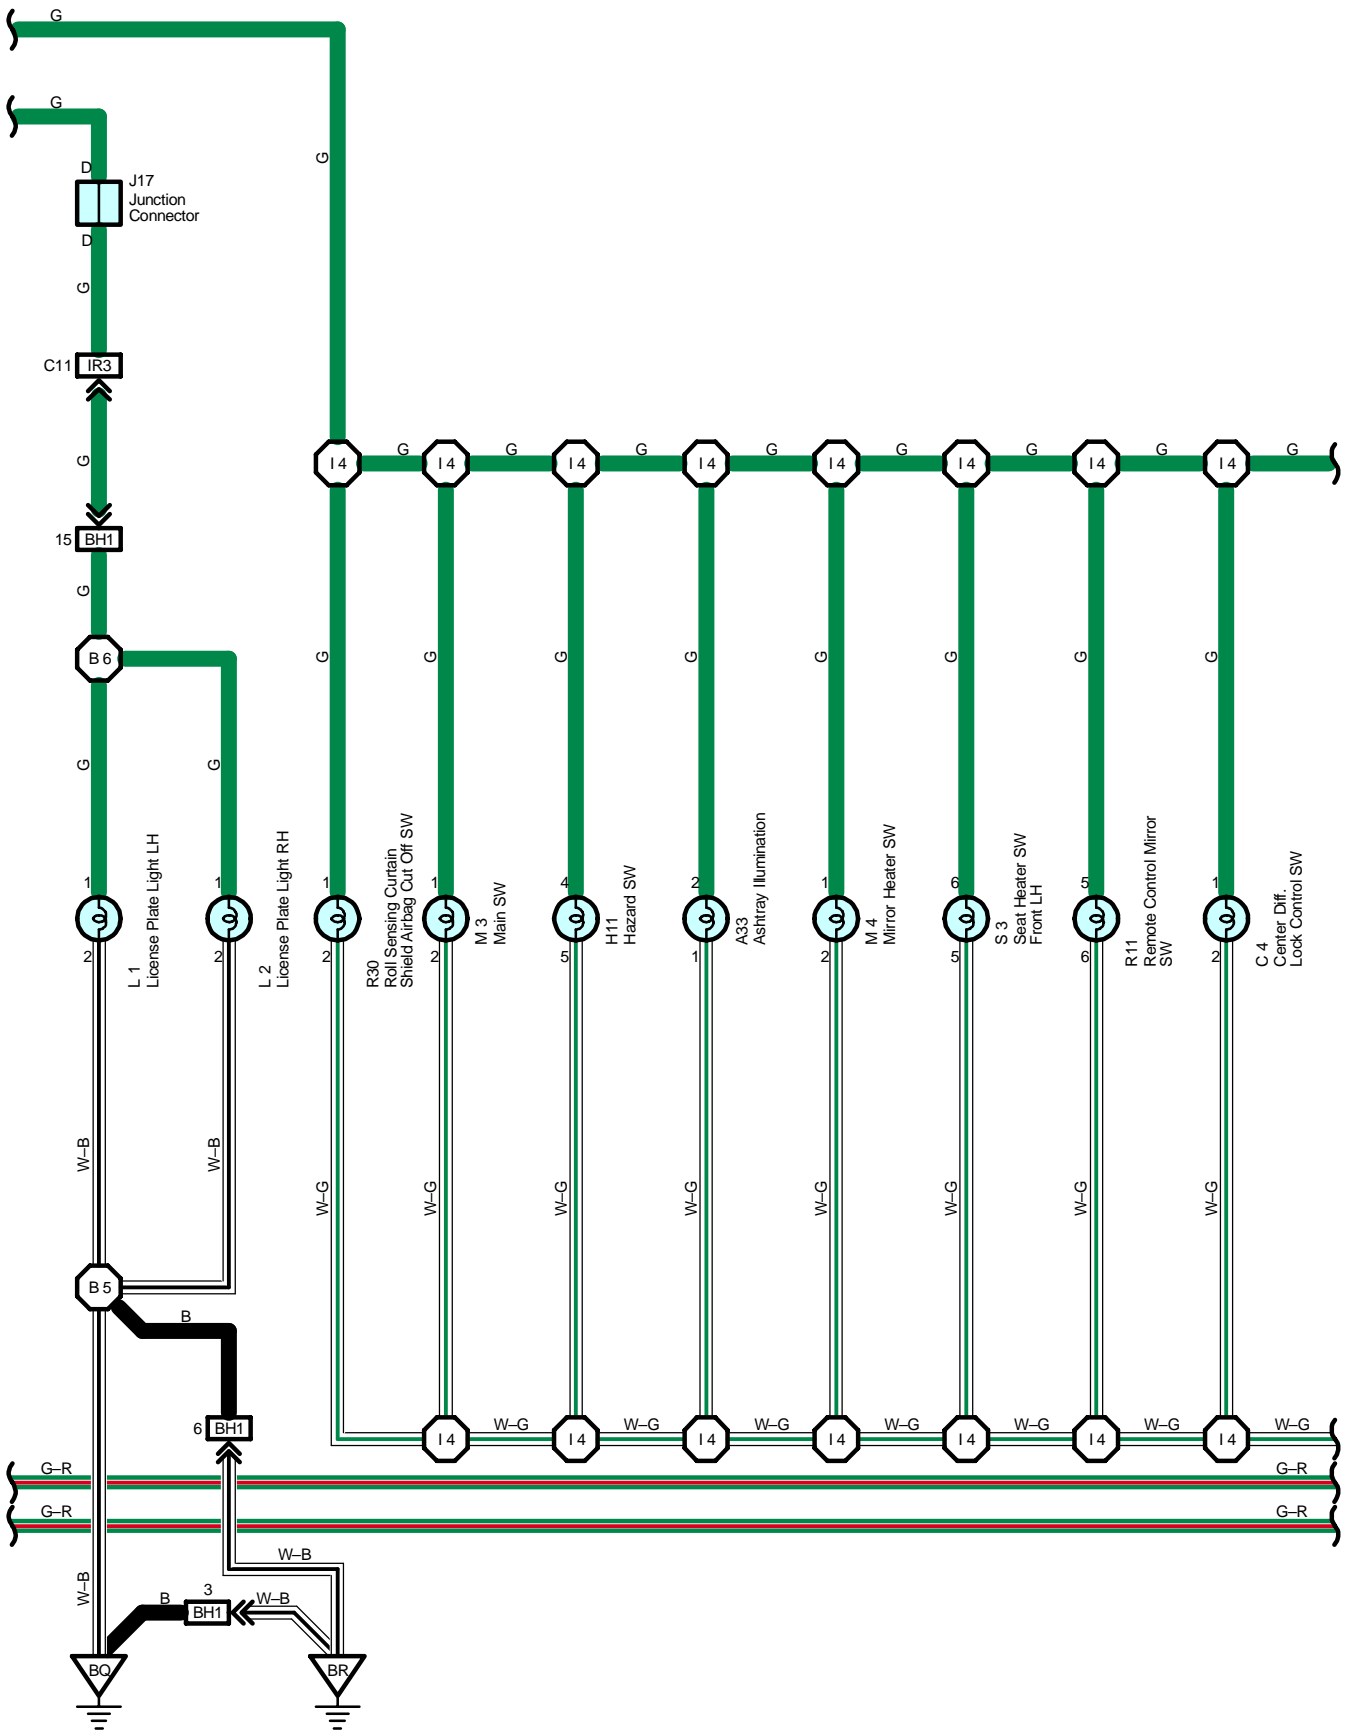 G
G
G
D
J17
Junction
Connector
D
G
C11 IR3
G
I 4
G
I 4
G
I 4
G
I 4
G
I 4
G
I 4
G
I 4
G
I 4
G
15 BH1
G
B 6
G
G
G
G
G
G
G
G
G
G
1
2
L 1
License Plate Light LH
1
2
L 2
License Plate Light RH
1
2
R30
Roll Sensing Curtain
Shield Airbag Cut Off SW
1
2
M 3
Main SW
4
5
H11
Hazard SW
2
1
A33
Ashtray Illumination
1
2
M 4
Mirror Heater SW
6
5
S 3
Seat Heater SW
Front LH
5
6
R11
Remote Control Mirror
SW
1
2
C 4
Center Diff.
Lock Control SW
W–B
W–B
W–G
W–G
W–G
W–G
W–G
W–G
W–G
W–G
B 5
B
6 BH1
I 4
W–G
I 4
W–G
I 4
W–G
I 4
W–G
I 4
W–G
I 4
W–G
I 4
W–G
G–R
G–R
G–R
G–R
W–B
W–B
B
3
BH1
W–B
BQ
BR